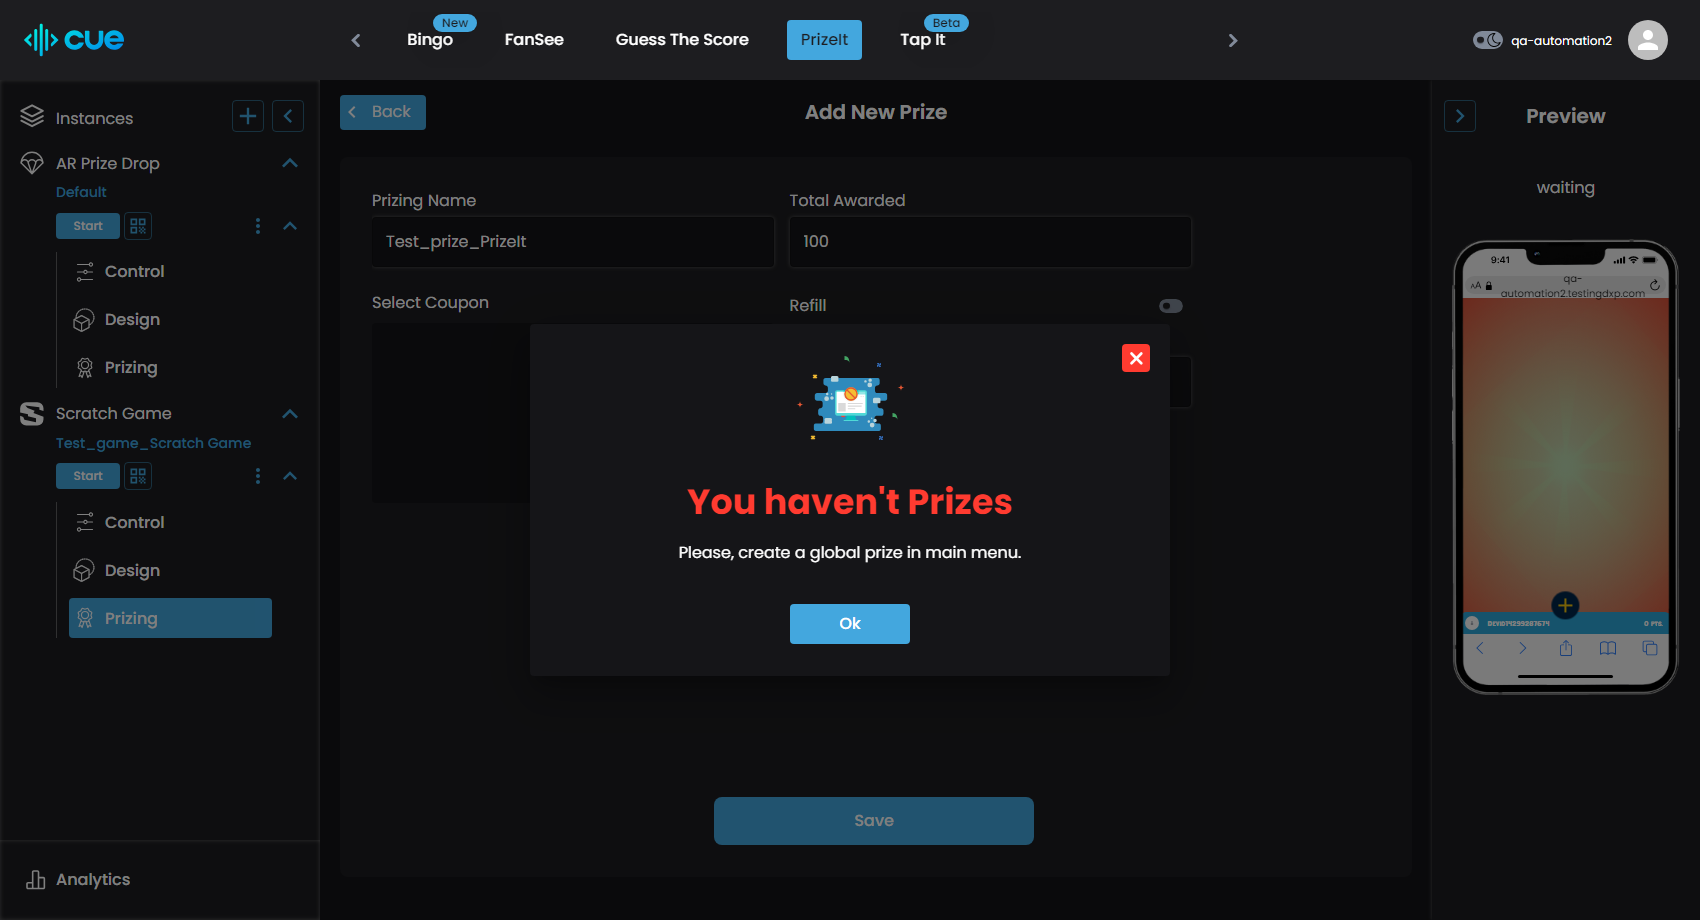 cue
New
Bingo
FanSee
Guess The Score
PrizeIt
Beta
Tap It
qa-automation2
Instances
AR Prize Drop
Default
Start
Control
Design
Prizing
Scratch Game
Test_game_Scratch Game
Start
Control
Design
Prizing
Analytics
Back
Add New Prize
Prizing Name
Total Awarded
Test_prize_PrizeIt
100
Select Coupon
Refill
You haven't Prizes
Please, create a global prize in main menu.
Ok
Save
Preview
waiting
9:41
AA
qa-
automation2.testingdxp.com
0 PTS.